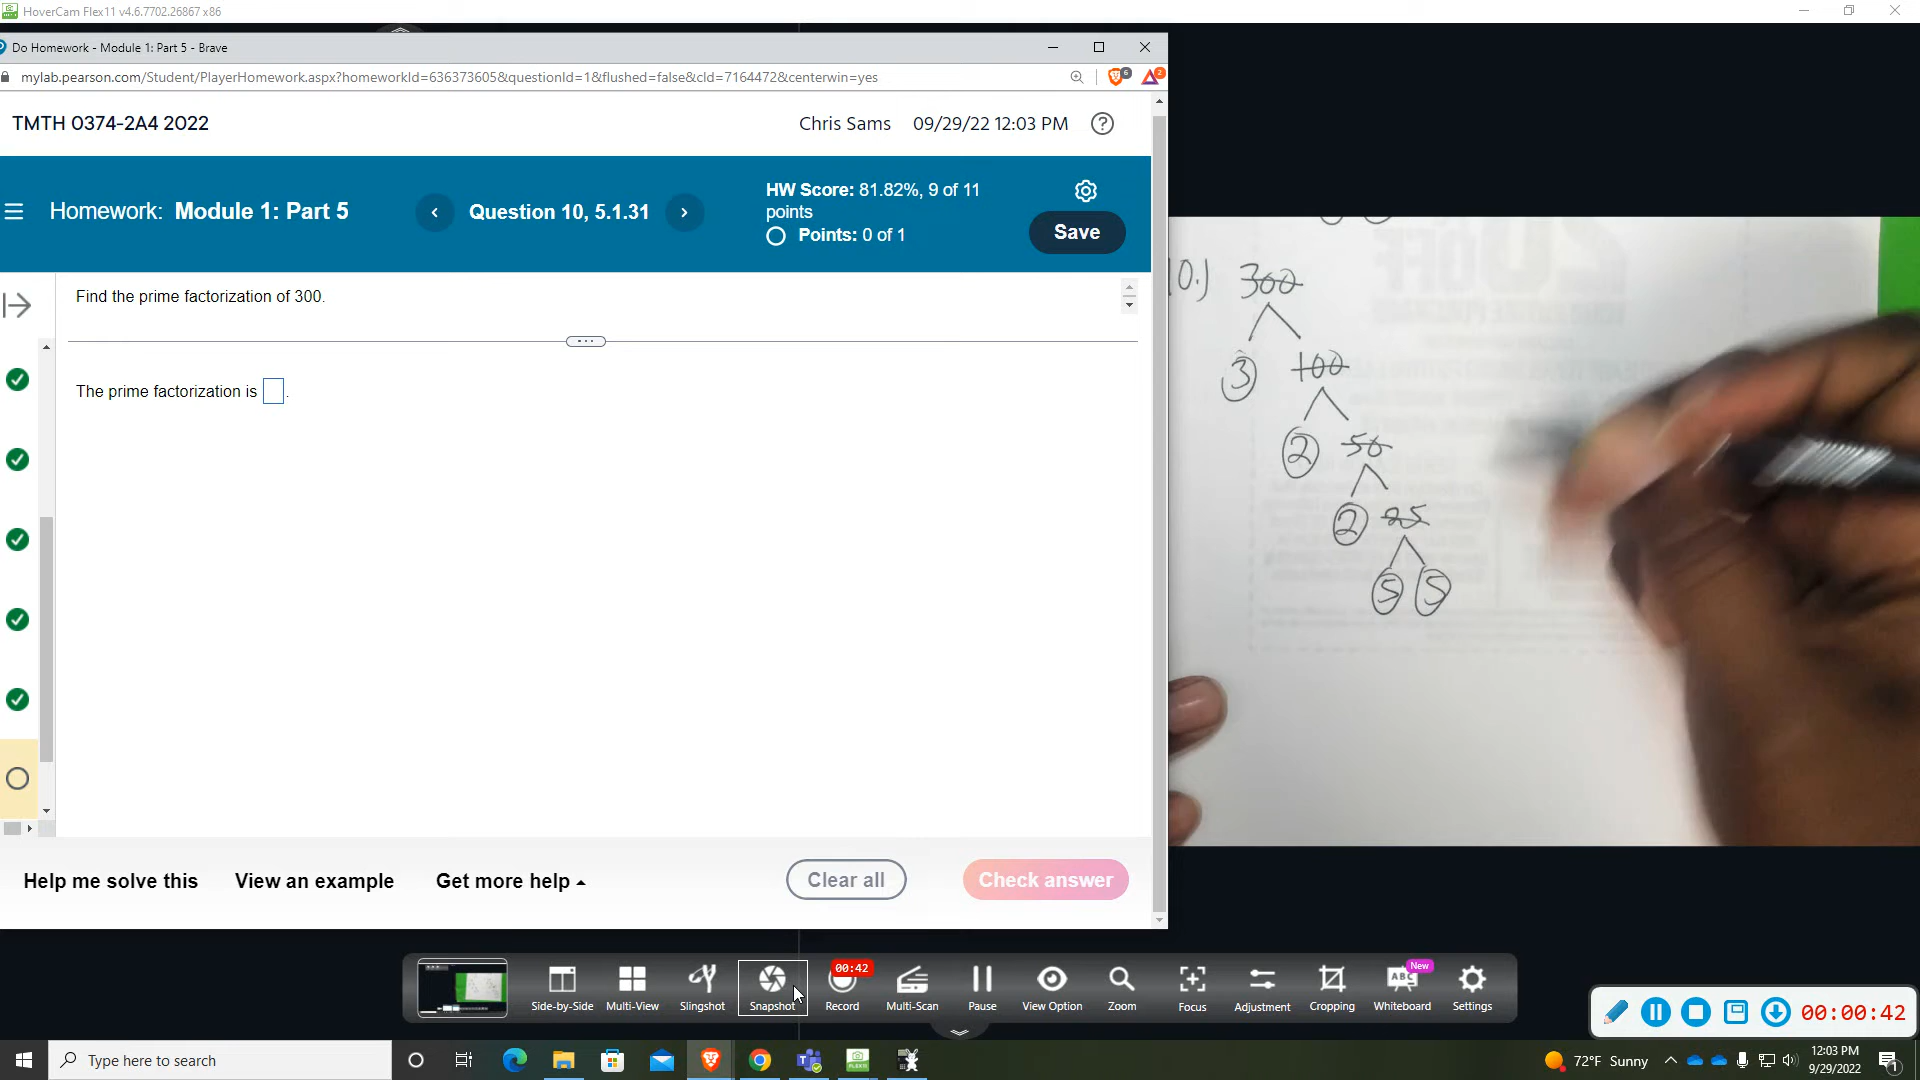 HoverCam Flex11 v4.6.7702.26867 x86
Do Homework - Module 1: Part 5 - Brave
mylab.pearson.com/Student/PlayerHomework.aspx?homeworkId=636373605&questionId=1&flushed=false&cld=7164472&centerwin=yes
6
2
TMTH 0374-2A4 2022
Chris Sams
09/29/22 12:03 PM
?
Homework: Module 1: Part 5
Question 10, 5.1.31
HW Score: 81.82%, 9 of 11
points
Points: 0 of 1
Save
Find the prime factorization of 300.
The prime factorization is .
Help me solve this
View an example
Get more help
Clear all
Check answer
OFF
10.) 300
3 100
2 50
2 25
5 5
Side-by-Side
Multi-View
Slingshot
Snapshot
00:42
Record
Multi-Scan
Pause
View Option
Zoom
Focus
Adjustment
Cropping
New
ABC
Whiteboard
Settings
00:00:42
Type here to search
72°F Sunny
12:03 PM
9/29/2022
1